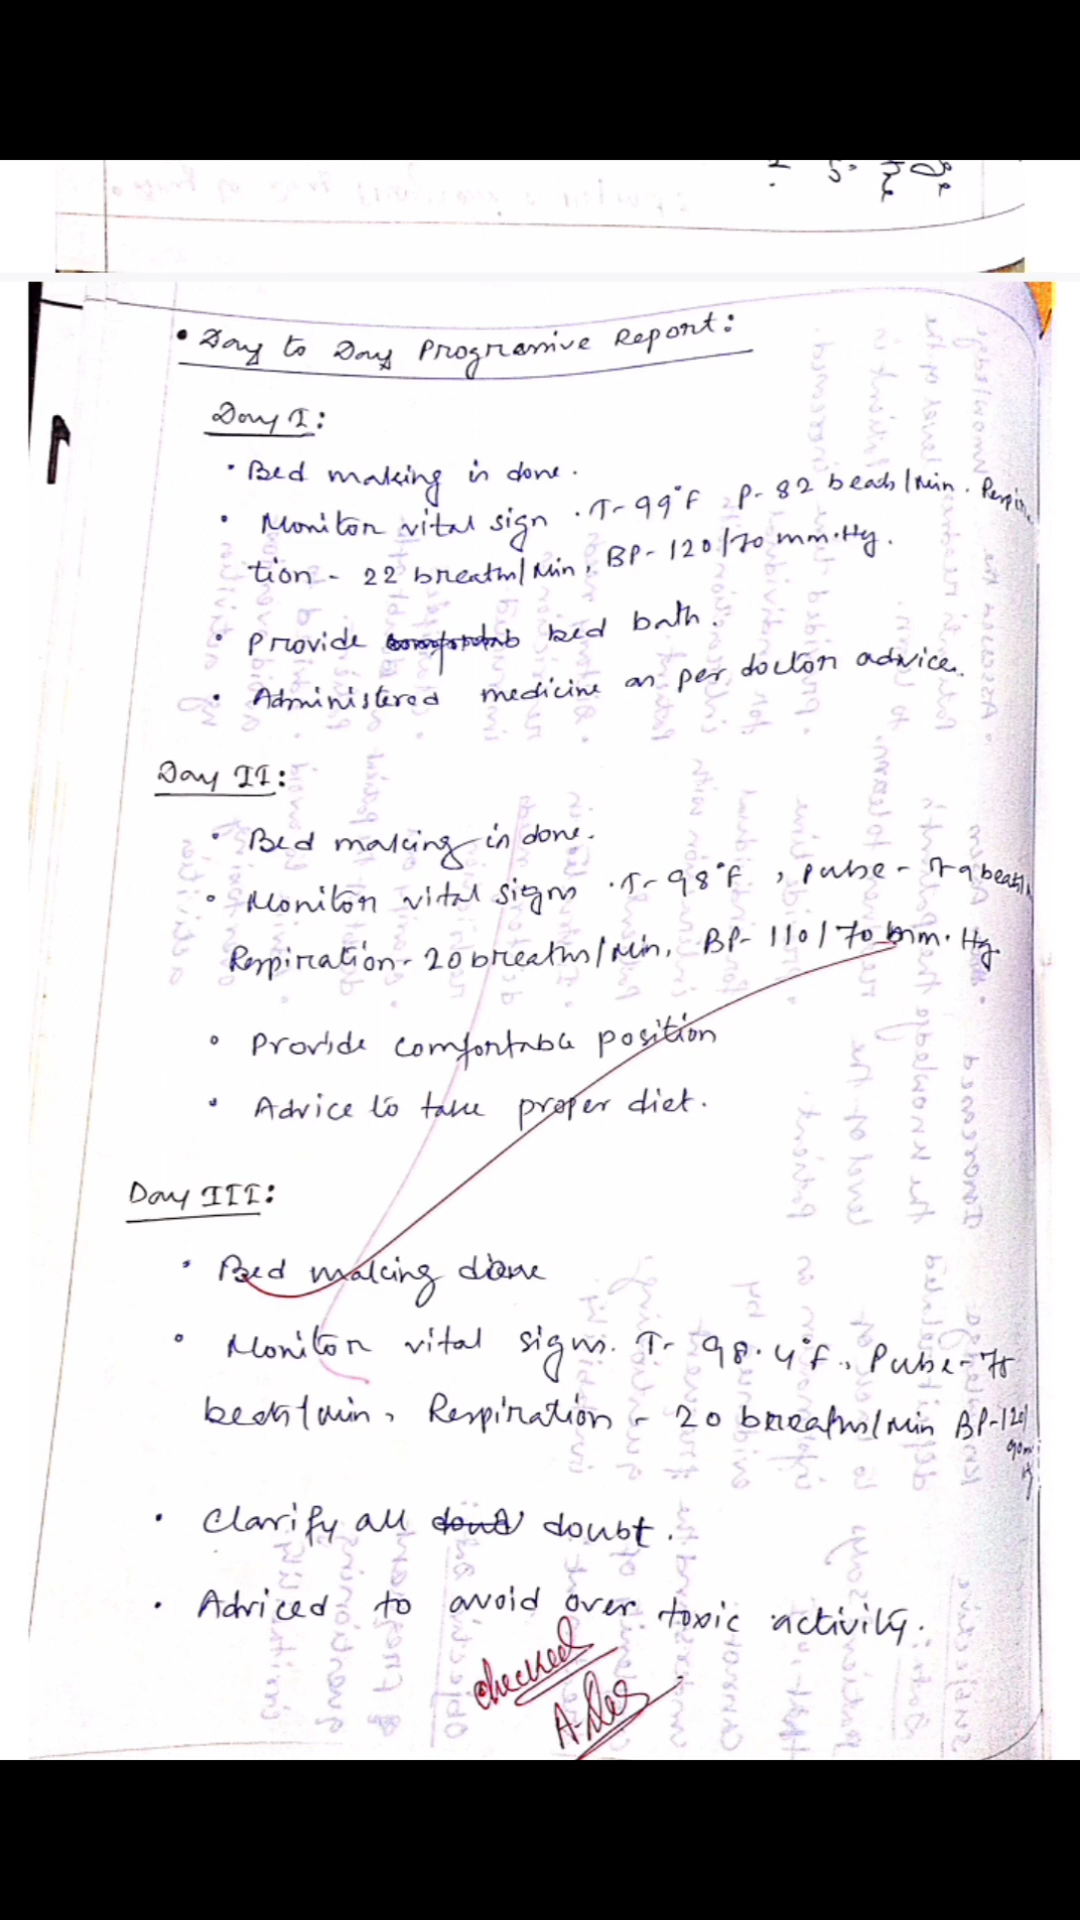 • Day to Day Progressive Report:
Day I:
• Bed making is done.
• Monitor vital sign. T- 99°F P- 82 beats/Min. Respira
tion - 22 breaths/Min, BP- 120/70 mm.Hg.
• Provide bed bath.
• Administered medicine as per doctor advice.
Day II:
• Bed making is done.
• Monitor vital signs. T- 98°F, pulse - 79 beats/
Respiration- 20 breaths/Min, BP- 110/70 mm.Hg
• Provide comfortable position
• Advice to take proper diet.
Day III:
• Bed making done
• Monitor vital signs. T- 98.4°F, Pulse-
beats/min, Respiration - 20 breaths/Min BP-120/
• Clarify all doubt.
• Adviced to avoid over toxic activity.
checked
A. Das